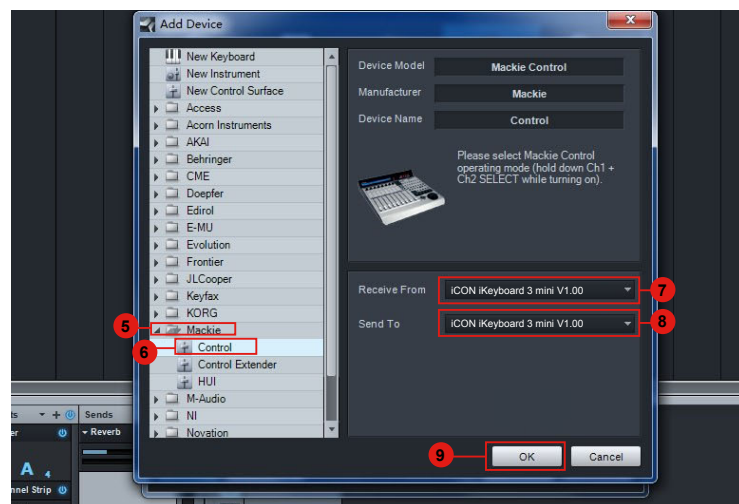 Add Device
New Keyboard
New Instrument
New Control Surface
Access
Acorn Instruments
AKAI
Behringer
CME
Doepfer
Edirol
E-MU
Evolution
Frontier
JLCooper
Keyfax
KORG
5 Mackie
6 Control
Control Extender
HUI
M-Audio
NI
Novation
Device Model Mackie Control
Manufacturer Mackie
Device Name Control
Please select Mackie Control
operating mode (hold down Ch1 +
Ch2 SELECT while turning on).
Receive From iCON iKeyboard 3 mini V1.00 7
Send To iCON iKeyboard 3 mini V1.00 8
9 OK Cancel
Sends
Reverb
A 4
nnel Strip